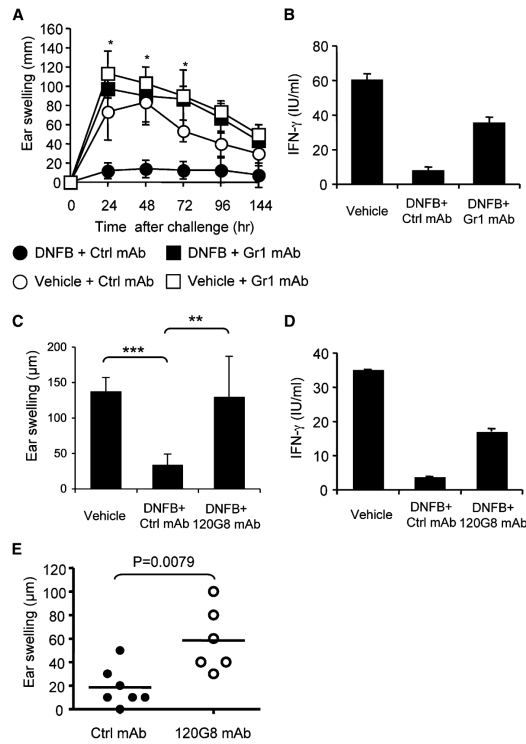 A
Ear swelling (mm)
160
140
120
100
80
60
40
20
0
* * *
0 24 48 72 96 144
Time after challenge (hr)
B
IFN-γ (IU/ml)
80
60
40
20
0
Vehicle DNFB+ Ctrl mAb DNFB+ Gr1 mAb
DNFB + Ctrl mAb DNFB + Gr1 mAb
Vehicle + Ctrl mAb Vehicle + Gr1 mAb
C
Ear swelling (μm)
200
150
100
50
0
*** **
Vehicle DNFB+ Ctrl mAb DNFB+ 120G8 mAb
D
IFN-γ (IU/ml)
40
30
20
10
0
Vehicle DNFB+ Ctrl mAb DNFB+ 120G8 mAb
E
P=0.0079
Ear swelling (μm)
120
100
80
60
40
20
0
Ctrl mAb 120G8 mAb